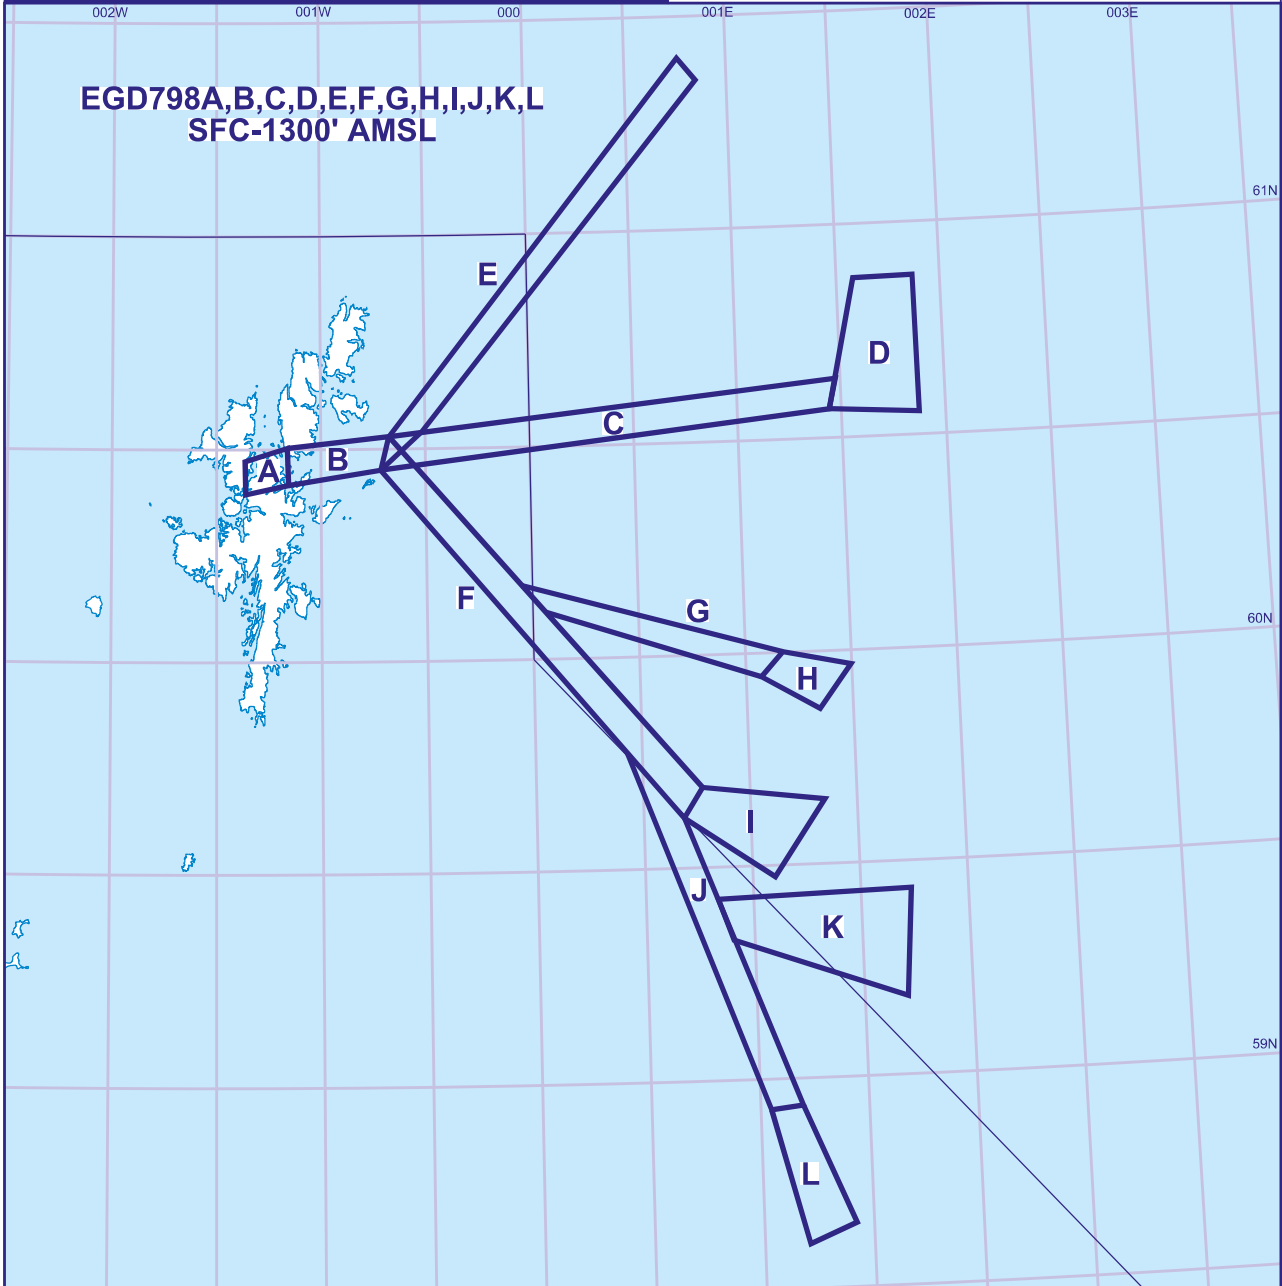 002W 001W 000 001E 002E 003E
EGD798A,B,C,D,E,F,G,H,I,J,K,L
SFC-1300' AMSL
61N
E
D
C
B
A
F
G
60N
H
I
J
K
59N
L